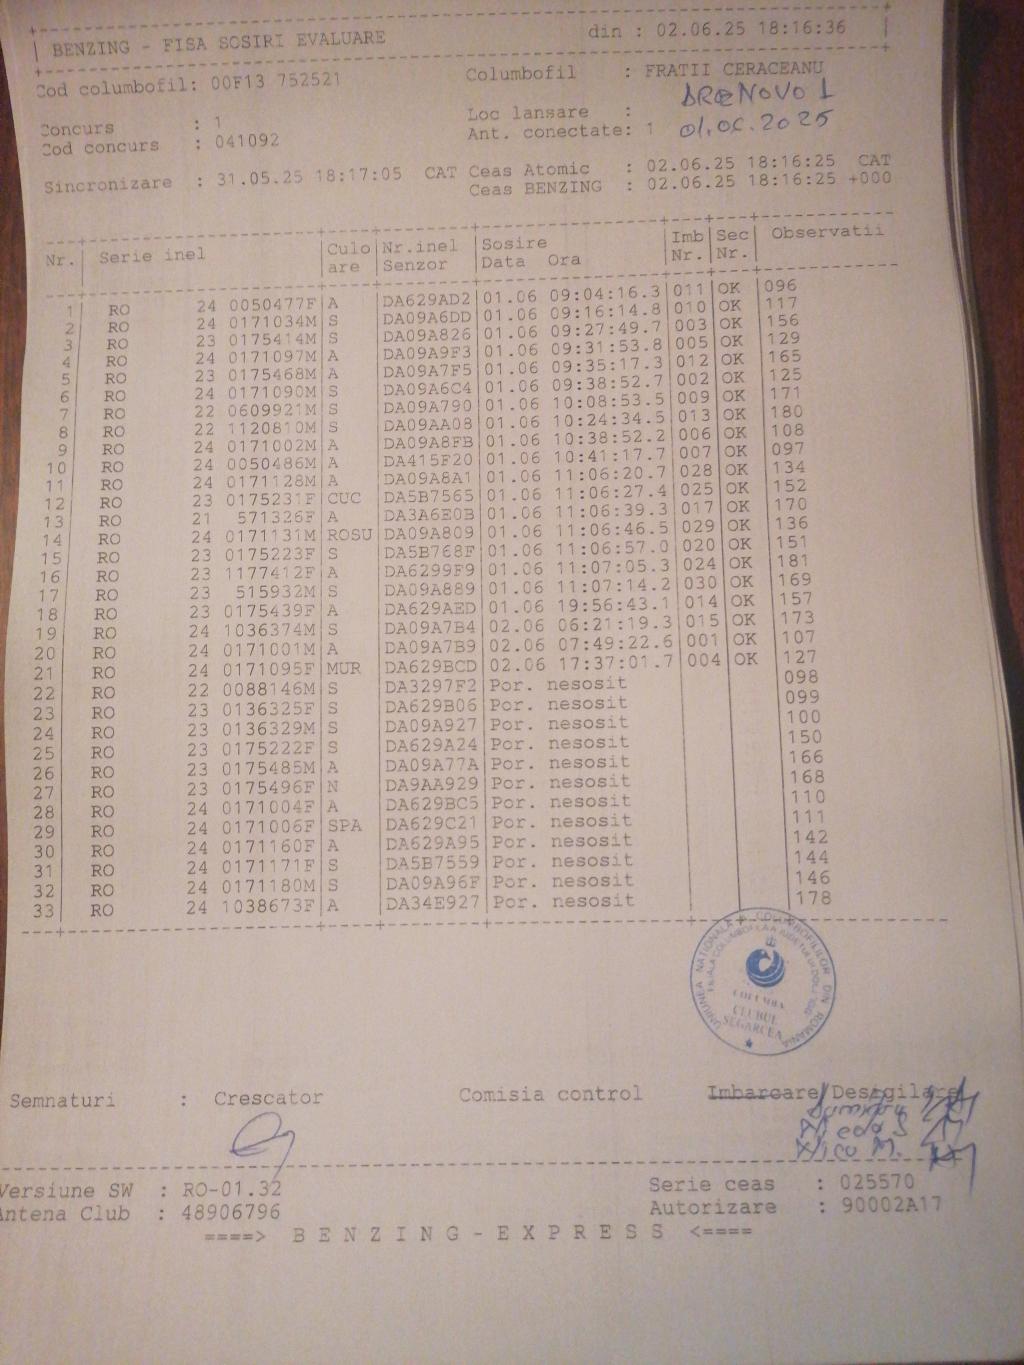 BENZING - FISA SOSIRI EVALUARE din : 02.06.25 18:16:36
Cod columbofil: 00F13 752521 Columbofil : FRATII CERACEANU
Loc lansare :
01.06.2025
Concurs : 1 Ant. conectate: 1
Cod concurs : 041092
Sincronizare : 31.05.25 18:17:05 CAT Ceas Atomic : 02.06.25 18:16:25 CAT
Ceas BENZING : 02.06.25 18:16:25 +000
Nr. Serie inel Culo Nr.inel Sosire Imb Sec Observatii
are Senzor Data Ora Nr. Nr.
1 RO 24 0050477F A DA629AD2 01.06 09:04:16.3 011 OK 096
2 RO 24 0171034M S DA09A6DD 01.06 09:16:14.8 010 OK 117
3 RO 23 0175414M S DA09A826 01.06 09:27:49.7 003 OK 156
4 RO 24 0171097M A DA09A9F3 01.06 09:31:53.8 005 OK 129
5 RO 23 0175468M A DA09A7F5 01.06 09:35:17.3 012 OK 165
6 RO 24 0171090M S DA09A6C4 01.06 09:38:52.7 002 OK 125
7 RO 22 0609921M S DA09A790 01.06 10:08:53.5 009 OK 171
8 RO 22 1120810M S DA09AA08 01.06 10:24:34.5 013 OK 180
9 RO 24 0171002M A DA09A8FB 01.06 10:38:52.2 006 OK 108
10 RO 24 0050486M A DA415F20 01.06 10:41:17.7 007 OK 097
11 RO 24 0171128M A DA09A8A1 01.06 11:06:20.7 028 OK 134
12 RO 23 0175231F CUC DA5B7565 01.06 11:06:27.4 025 OK 152
13 RO 21 571326F A DA3A6E0B 01.06 11:06:39.3 017 OK 170
14 RO 24 0171131M ROSU DA09A809 01.06 11:06:46.5 029 OK 136
15 RO 23 0175223F S DA5B768F 01.06 11:06:57.0 020 OK 151
16 RO 23 1177412F A DA6299F9 01.06 11:07:05.3 024 OK 181
17 RO 23 515932M S DA09A889 01.06 11:07:14.2 030 OK 169
18 RO 23 0175439F A DA629AED 01.06 19:56:43.1 014 OK 157
19 RO 24 1036374M S DA09A7B4 02.06 06:21:19.3 015 OK 173
20 RO 24 0171001M A DA09A7B9 02.06 07:49:22.6 001 OK 107
21 RO 24 0171095F MUR DA629BCD 02.06 17:37:01.7 004 OK 127
22 RO 22 0088146M S DA3297F2 Por. nesosit 098
23 RO 23 0136325F S DA629B06 Por. nesosit 099
24 RO 23 0136329M S DA09A927 Por. nesosit 100
25 RO 23 0175222F S DA629A24 Por. nesosit 150
26 RO 23 0175485M A DA09A77A Por. nesosit 166
27 RO 23 0175496F N DA9AA929 Por. nesosit 168
28 RO 24 0171004F A DA629BC5 Por. nesosit 110
29 RO 24 0171006F SPA DA629C21 Por. nesosit 111
30 RO 24 0171160F A DA629A95 Por. nesosit 142
31 RO 24 0171171F S DA5B7559 Por. nesosit 144
32 RO 24 0171180M S DA09A96F Por. nesosit 146
33 RO 24 1038673F A DA34E927 Por. nesosit 178
UNIUNEA NATIONALA A COLUMBOFILILOR DIN ROMANIA
COLUMBA
CLUBUL
SEGARCEA
Semnaturi : Crescator Comisia control Imbarcare/Desigilare
Versiune SW : RO-01.32 Serie ceas : 025570
Antena Club : 48906796 Autorizare : 90002A17
====> BENZING-EXPRESS <====